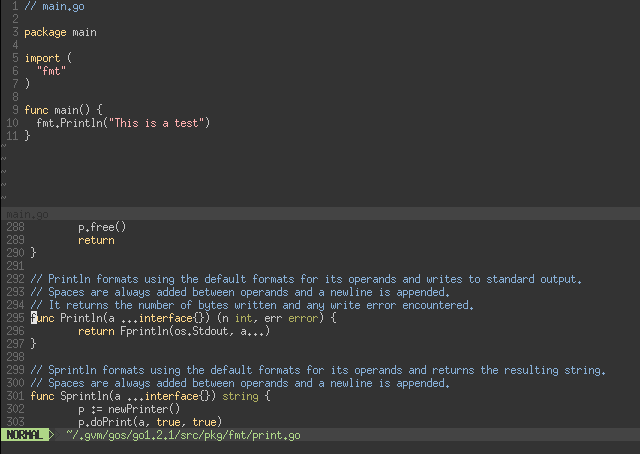 1 // main.go
2
3 package main
4
5 import (
6   "fmt"
7 )
8
9 func main() {
10   fmt.Println("This is a test")
11 }
~
~
~
~
~
main.go
288         p.free()
289         return
290 }
291
292 // Println formats using the default formats for its operands and writes to standard output.
293 // Spaces are always added between operands and a newline is appended.
294 // It returns the number of bytes written and any write error encountered.
295 func Println(a ...interface{}) (n int, err error) {
296         return Fprintln(os.Stdout, a...)
297 }
298
299 // Sprintln formats using the default formats for its operands and returns the resulting string.
300 // Spaces are always added between operands and a newline is appended.
301 func Sprintln(a ...interface{}) string {
302         p := newPrinter()
303         p.doPrint(a, true, true)
NORMAL ~/.gvm/gos/go1.2.1/src/pkg/fmt/print.go